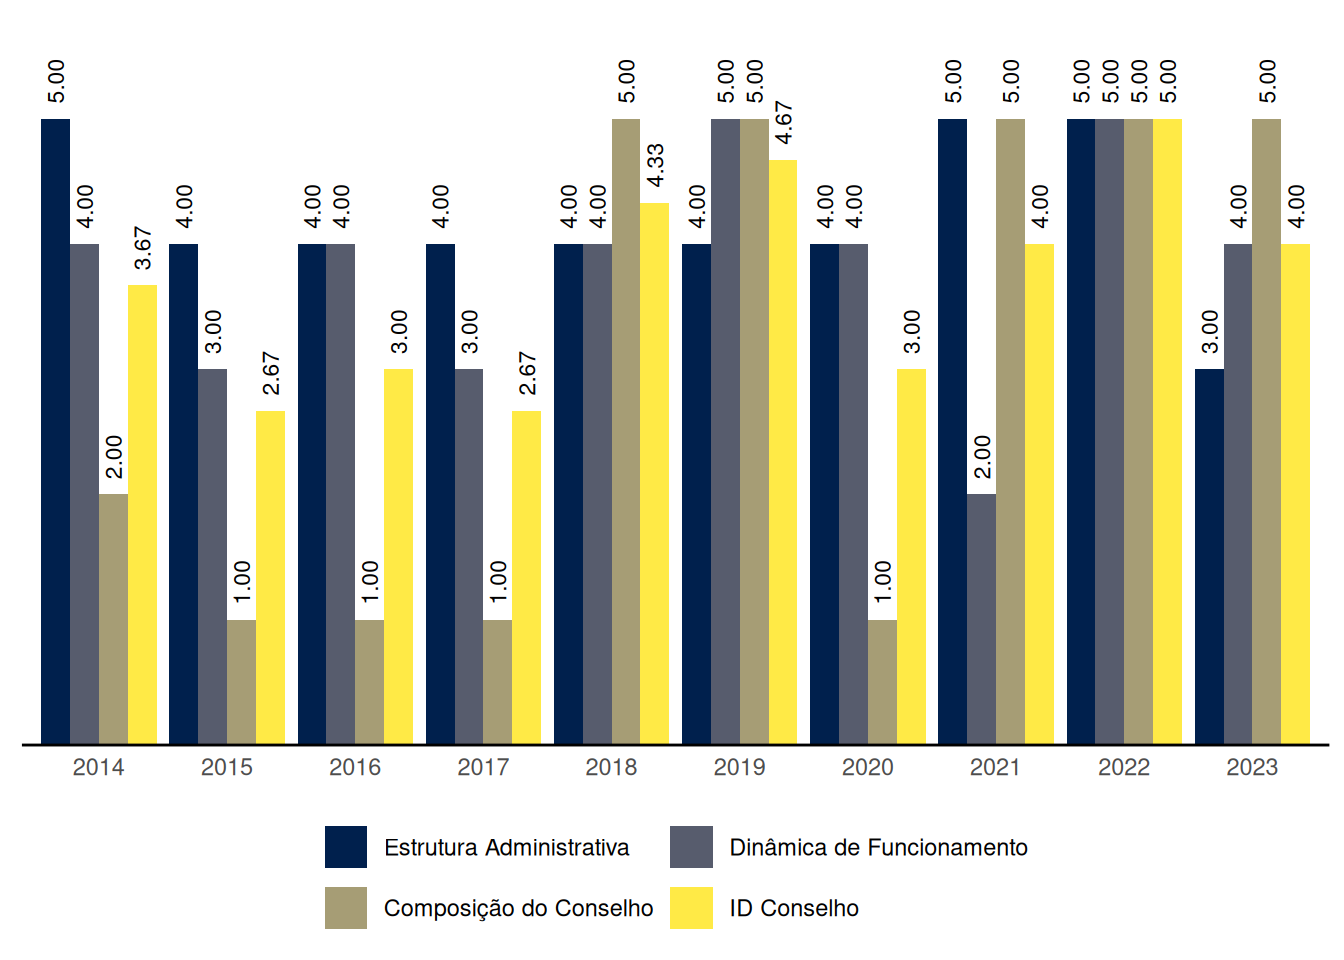 5.00 4.00 2.00 3.67 4.00 3.00 1.00 2.67 4.00 4.00 1.00 3.00 4.00 3.00 1.00 2.67 4.00 4.00 5.00 4.33 4.00 5.00 5.00 4.67 4.00 4.00 1.00 3.00 5.00 2.00 5.00 4.00 5.00 5.00 5.00 5.00 3.00 4.00 5.00 4.00
2014 2015 2016 2017 2018 2019 2020 2021 2022 2023
Estrutura Administrativa Dinâmica de Funcionamento
Composição do Conselho ID Conselho